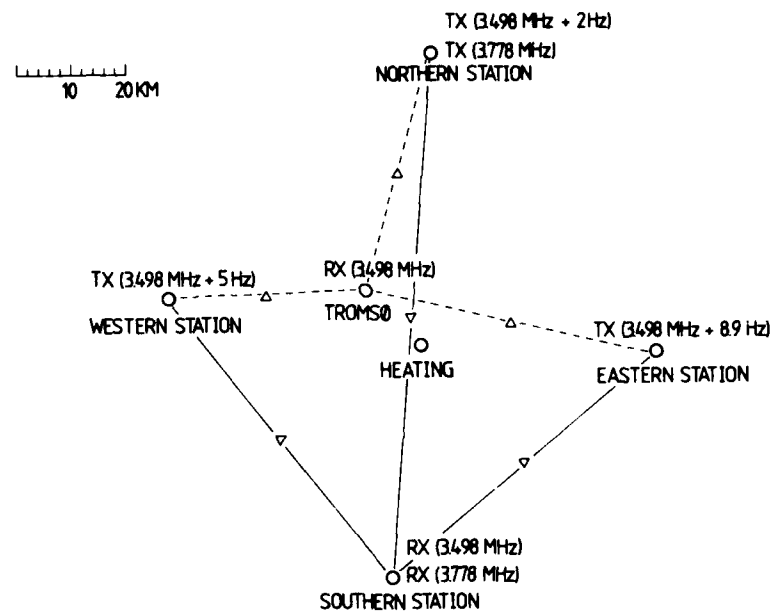 TX (3.498 MHz + 2Hz)
TX (3.778 MHz)
NORTHERN STATION
10 20 KM
TX (3.498 MHz + 5 Hz)
WESTERN STATION
RX (3.498 MHz)
TROMSØ
TX (3.498 MHz + 8.9 Hz)
EASTERN STATION
HEATING
RX (3.498 MHz)
RX (3.778 MHz)
SOUTHERN STATION